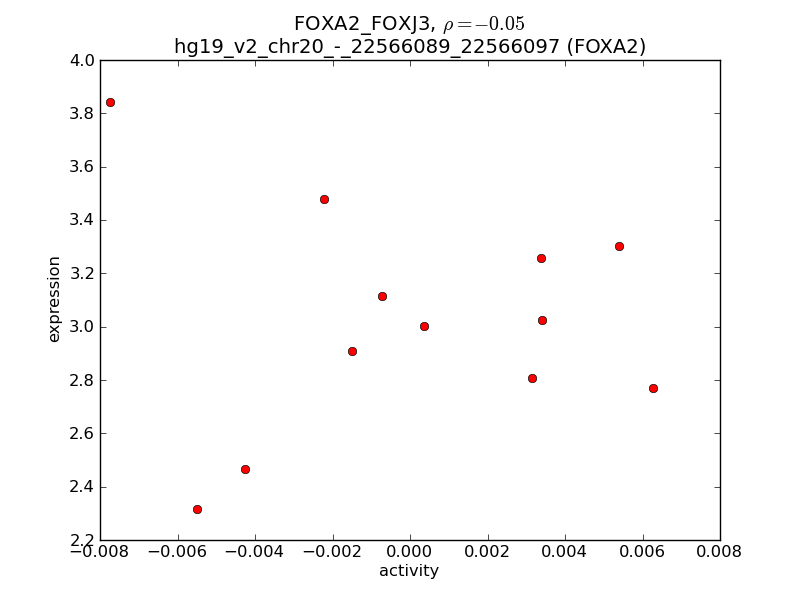 FOXA2_FOXJ3, ρ = −0.05
hg19_v2_chr20_-_22566089_22566097 (FOXA2)
4.0
3.8
3.6
3.4
3.2
3.0
2.8
2.6
2.4
2.2
expression
−0.008 −0.006 −0.004 −0.002 0.000 0.002 0.004 0.006 0.008
activity